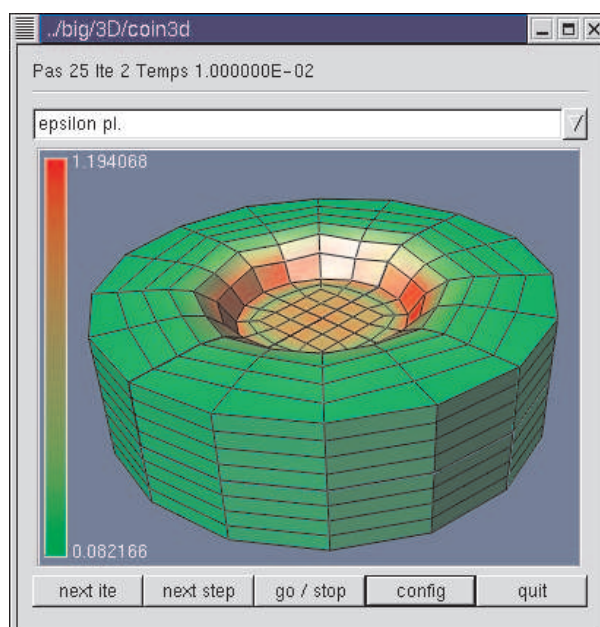 ../big/3D/coin3d
Pas 25 Ite 2 Temps 1.000000E-02
epsilon pl.
1.194068
0.082166
next ite next step go / stop config quit